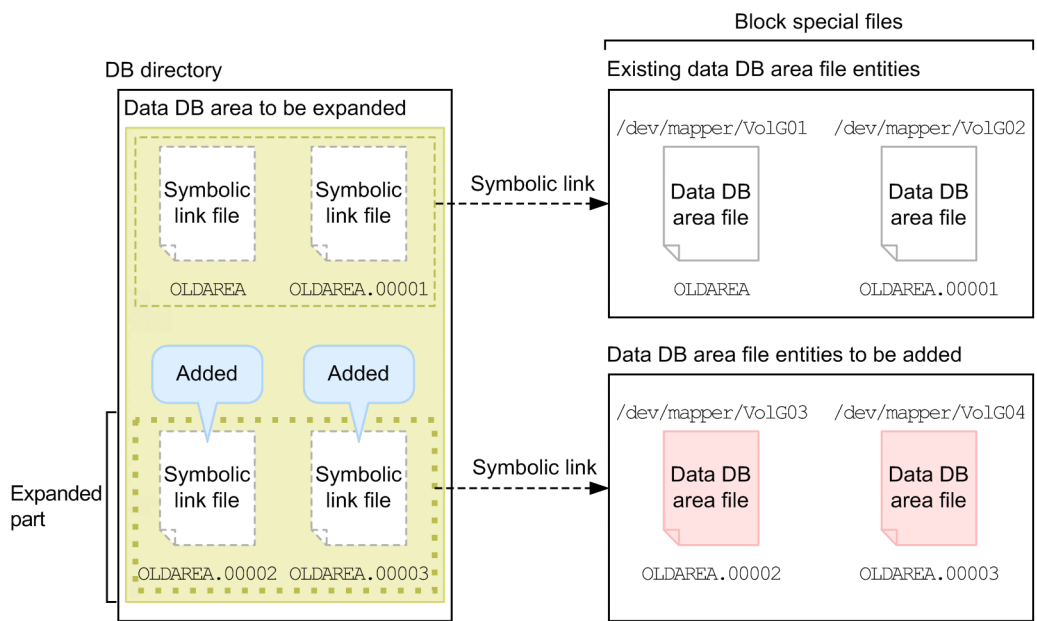 Block special files
DB directory
Existing data DB area file entities
Data DB area to be expanded
/dev/mapper/VolG01 /dev/mapper/VolG02
Symbolic
link file
Symbolic
link file
Symbolic link
Data DB
area file
Data DB
area file
OLDAREA OLDAREA.00001
OLDAREA OLDAREA.00001
Data DB area file entities to be added
Added Added
/dev/mapper/VolG03 /dev/mapper/VolG04
Expanded
part
Symbolic
link file
Symbolic
link file
Symbolic link
Data DB
area file
Data DB
area file
OLDAREA.00002 OLDAREA.00003
OLDAREA.00002 OLDAREA.00003